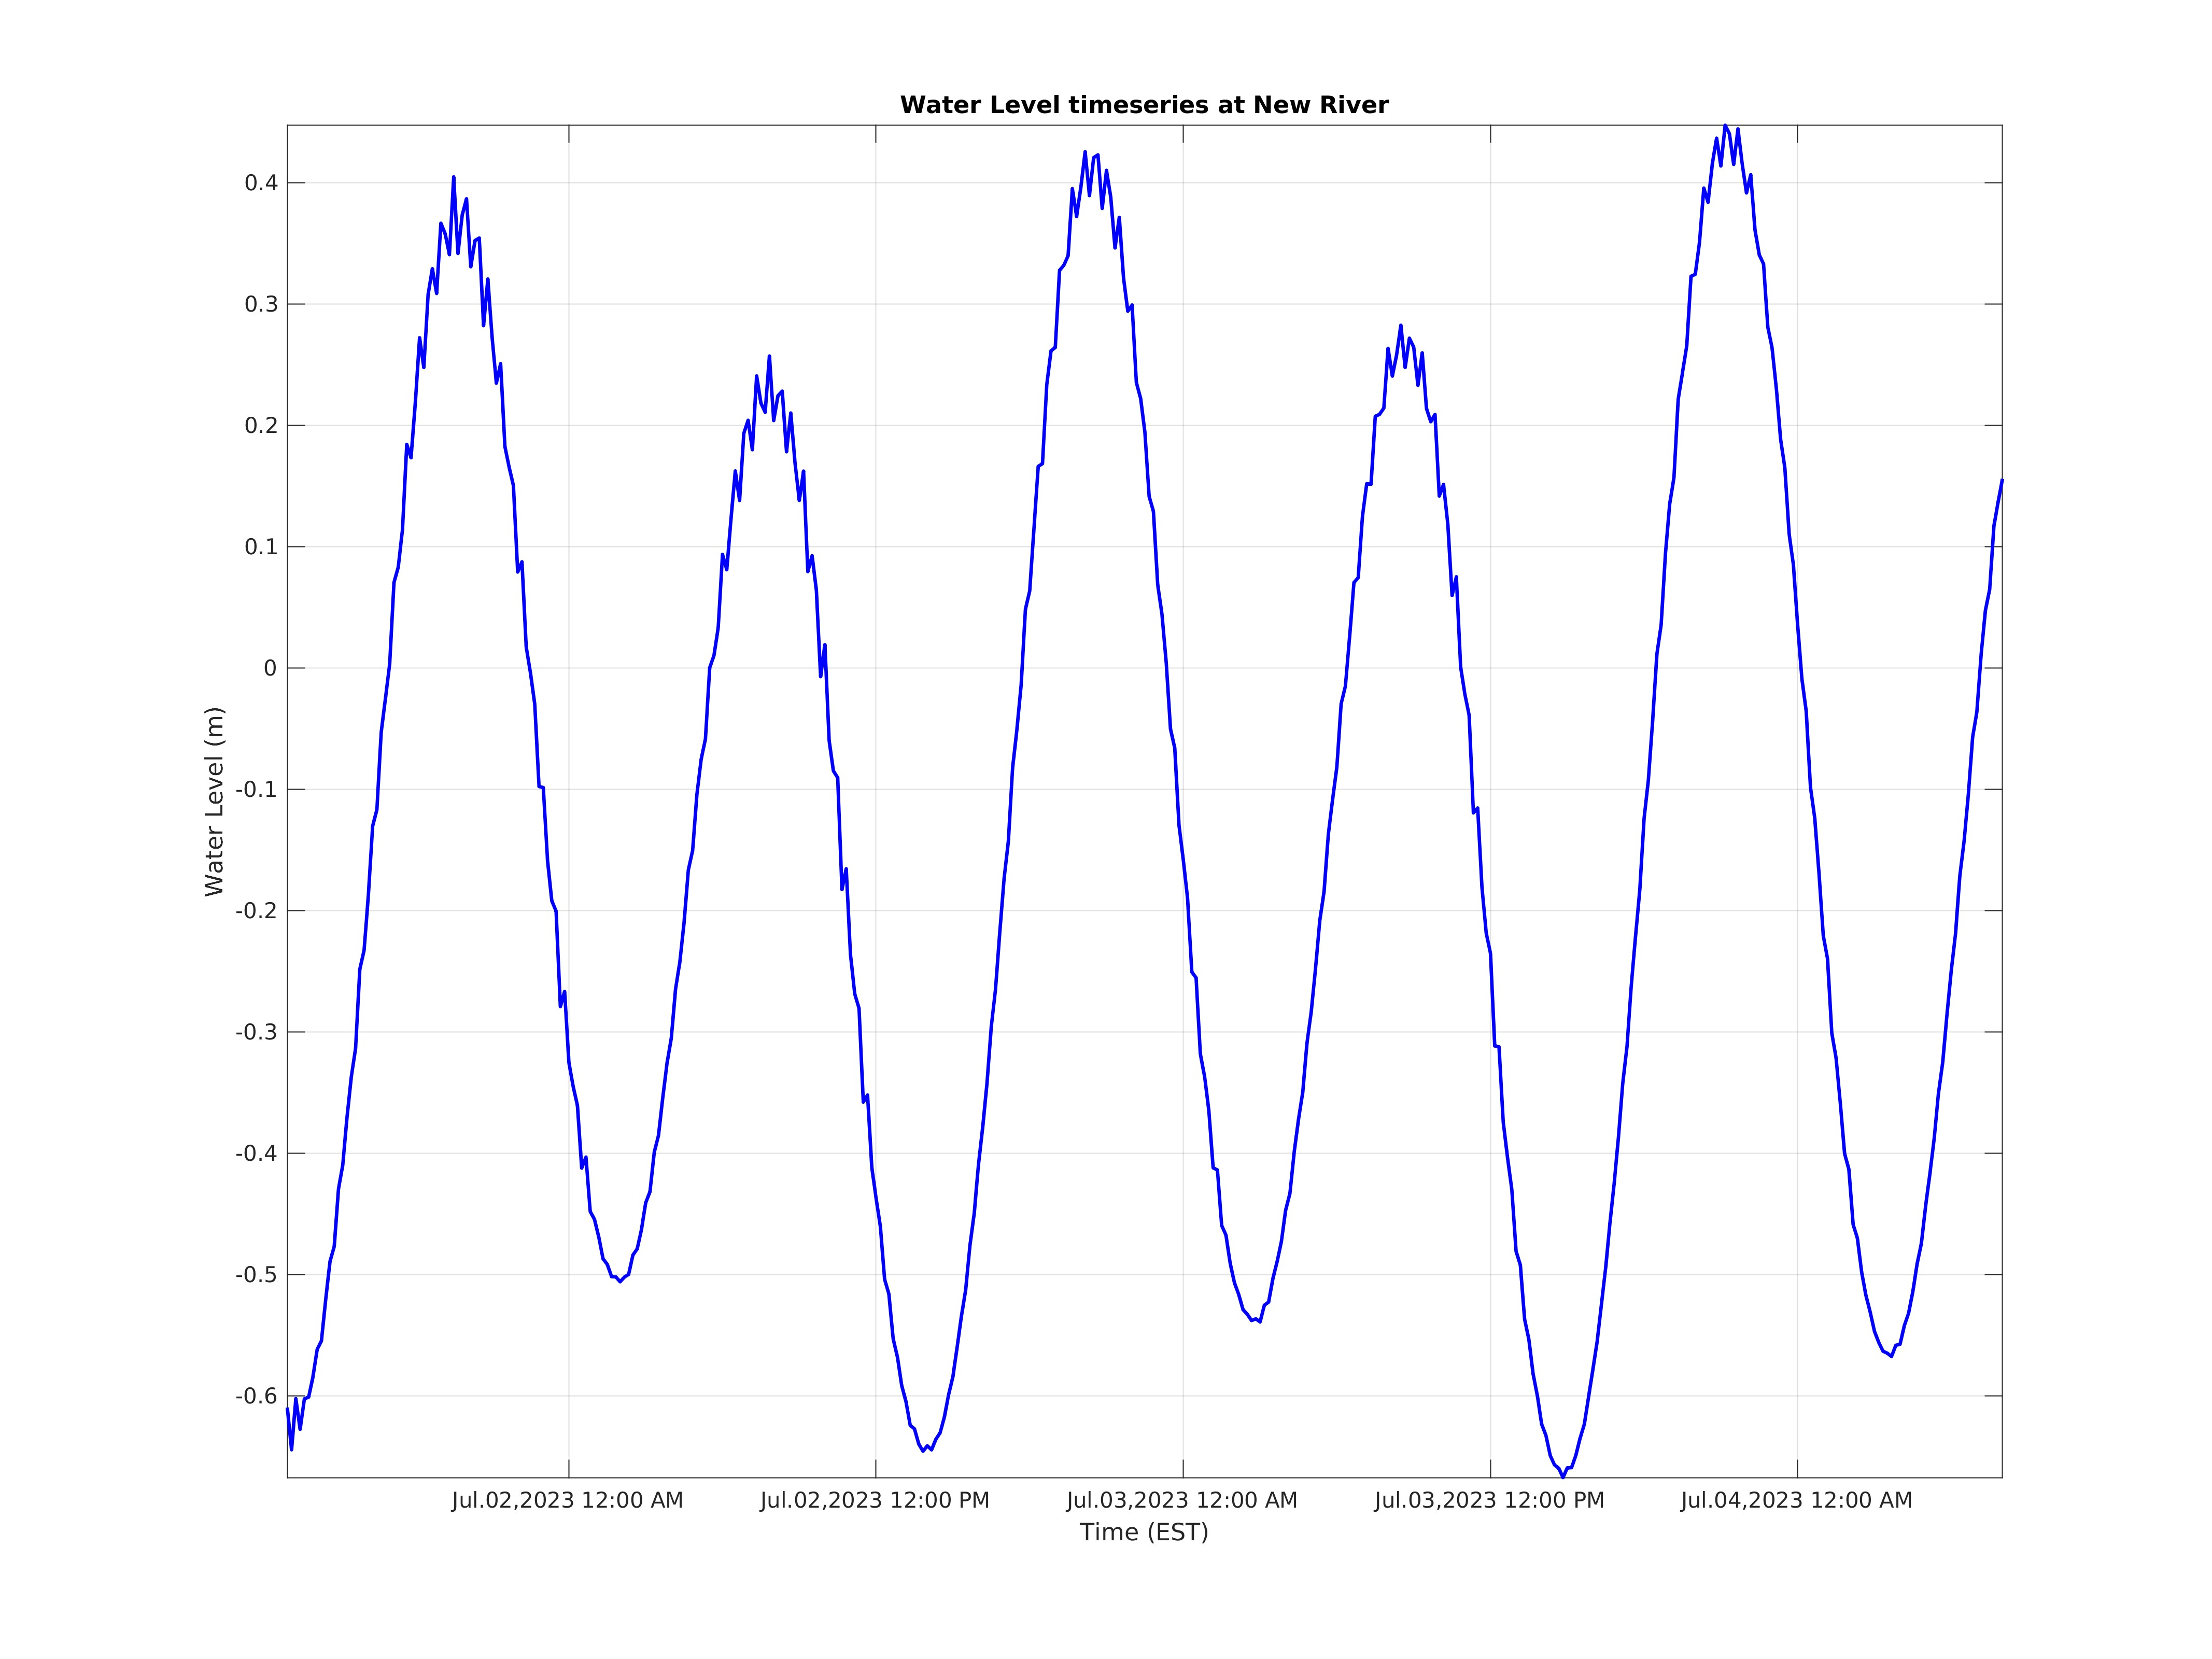 Water Level timeseries at New River
0.4
0.3
0.2
0.1
0
-0.1
-0.2
-0.3
-0.4
-0.5
-0.6
Water Level (m)
Jul.02,2023 12:00 AM
Jul.02,2023 12:00 PM
Jul.03,2023 12:00 AM
Jul.03,2023 12:00 PM
Jul.04,2023 12:00 AM
Time (EST)